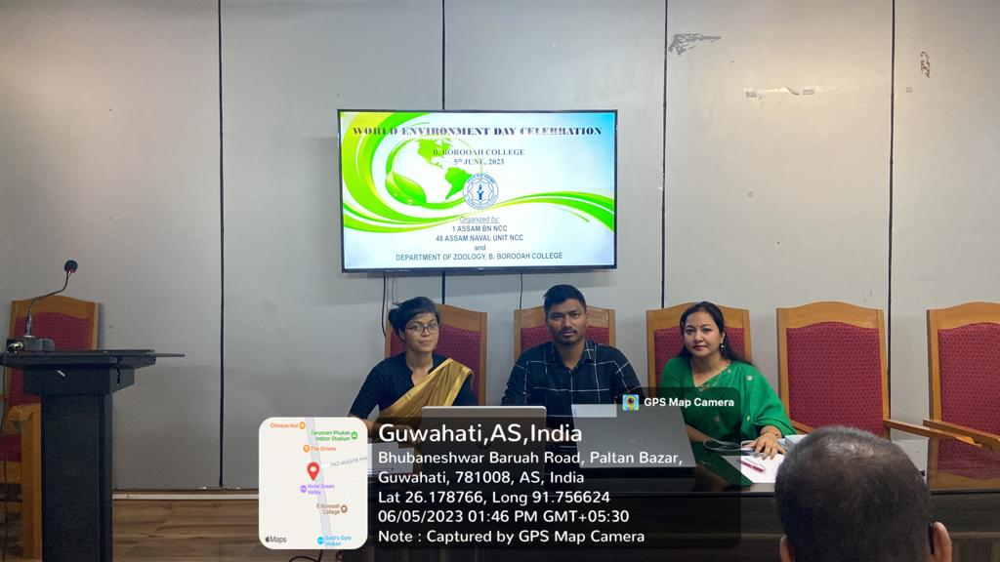 WORLD ENVIRONMENT DAY CELEBRATION
B. BOROOAH COLLEGE
5th JUNE, 2023
Organized by:
1 ASSAM BN NCC
48 ASSAM NAVAL UNIT NCC
and
DEPARTMENT OF ZOOLOGY, B. BOROOAH COLLEGE
GPS Map Camera
Guwahati,AS,India
Bhubaneshwar Baruah Road, Paltan Bazar,
Guwahati, 781008, AS, India
Lat 26.178766, Long 91.756624
06/05/2023 01:46 PM GMT+05:30
Note : Captured by GPS Map Camera
Chinese Hut
Tarunram Phukan
Indoor Stadium
The Ornate
HAZI MUSAFIR KHA
Hotel Green
Valley
B Borooah
College
Gold's Gym
Ulubari
Maps